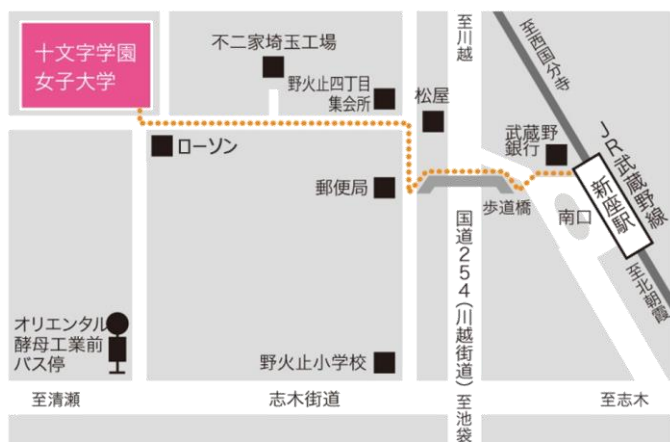 十文字学園
女子大学
不二家埼玉工場
野火止四丁目
集会所
松屋
至川越
至西国分寺
武蔵野
銀行
JR武蔵野線
新座駅
ローソン
郵便局
歩道橋
南口
至北朝霞
国道254(川越街道)
至池袋
オリエンタル
酵母工業前
バス停
野火止小学校
至清瀬
志木街道
至志木